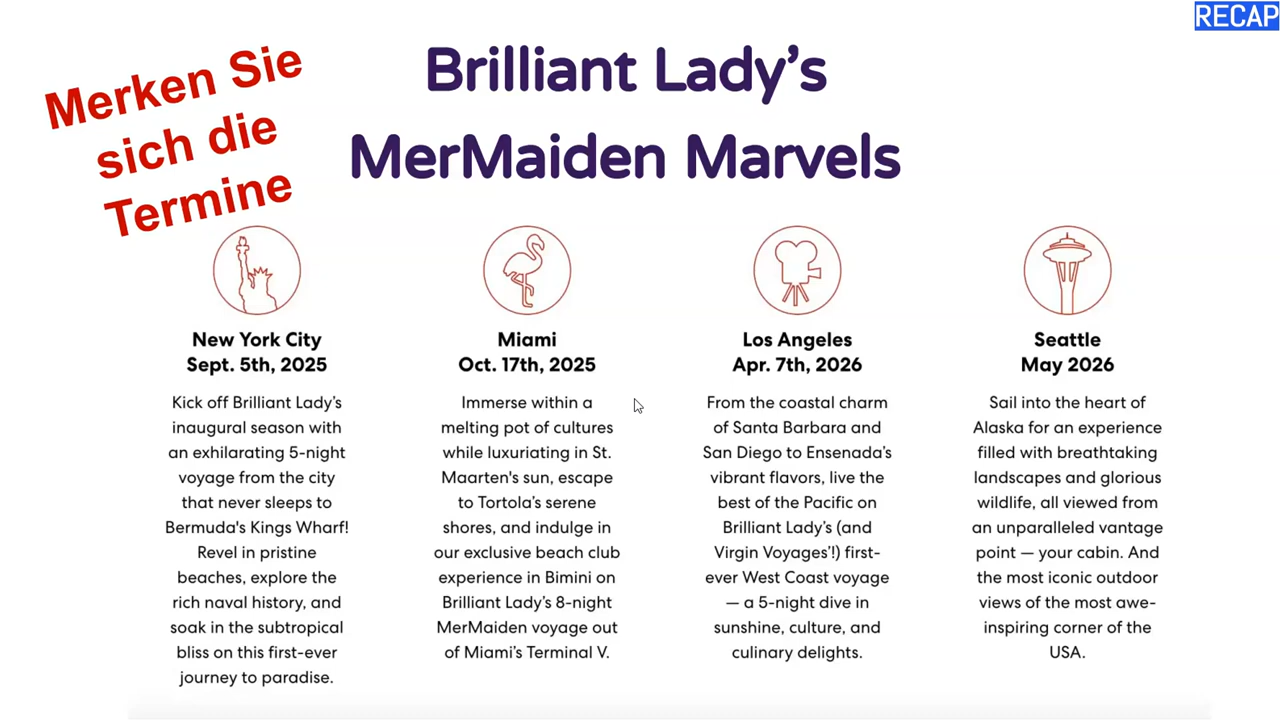 RECAP
Merken Sie
sich die
Termine
Brilliant Lady’s
MerMaiden Marvels
New York City
Sept. 5th, 2025
Kick off Brilliant Lady’s
inaugural season with
an exhilarating 5-night
voyage from the city
that never sleeps to
Bermuda's Kings Wharf!
Revel in pristine
beaches, explore the
rich naval history, and
soak in the subtropical
bliss on this first-ever
journey to paradise.
Miami
Oct. 17th, 2025
Immerse within a
melting pot of cultures
while luxuriating in St.
Maarten's sun, escape
to Tortola’s serene
shores, and indulge in
our exclusive beach club
experience in Bimini on
Brilliant Lady’s 8-night
MerMaiden voyage out
of Miami’s Terminal V.
Los Angeles
Apr. 7th, 2026
From the coastal charm
of Santa Barbara and
San Diego to Ensenada’s
vibrant flavors, live the
best of the Pacific on
Brilliant Lady’s (and
Virgin Voyages’!) first-
ever West Coast voyage
— a 5-night dive in
sunshine, culture, and
culinary delights.
Seattle
May 2026
Sail into the heart of
Alaska for an experience
filled with breathtaking
landscapes and glorious
wildlife, all viewed from
an unparalleled vantage
point — your cabin. And
the most iconic outdoor
views of the most awe-
inspiring corner of the
USA.